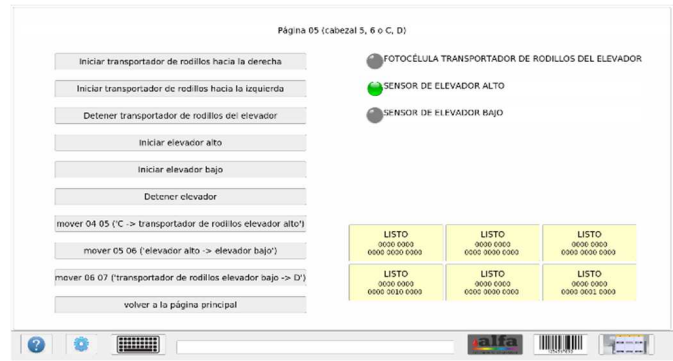 Página 05 (cabezal 5, 6 o C, D)
Iniciar transportador de rodillos hacia la derecha
Iniciar transportador de rodillos hacia la izquierda
Detener transportador de rodillos del elevador
Iniciar elevador alto
Iniciar elevador bajo
Detener elevador
mover 04 05 ('C -> transportador de rodillos elevador alto')
mover 05 06 ('elevador alto -> elevador bajo')
mover 06 07 ('transportador de rodillos elevador bajo -> D')
volver a la página principal
FOTOCÉLULA TRANSPORTADOR DE RODILLOS DEL ELEVADOR
SENSOR DE ELEVADOR ALTO
SENSOR DE ELEVADOR BAJO
LISTO
0000 0000
0000 0000 0000
LISTO
0000 0000
0000 0000 0000
LISTO
0000 0000
0000 0000 0000
LISTO
0000 0000
0000 0010 0000
LISTO
0000 0000
0000 0000 0000
LISTO
0000 0000
0000 0001 0000
?
alfa